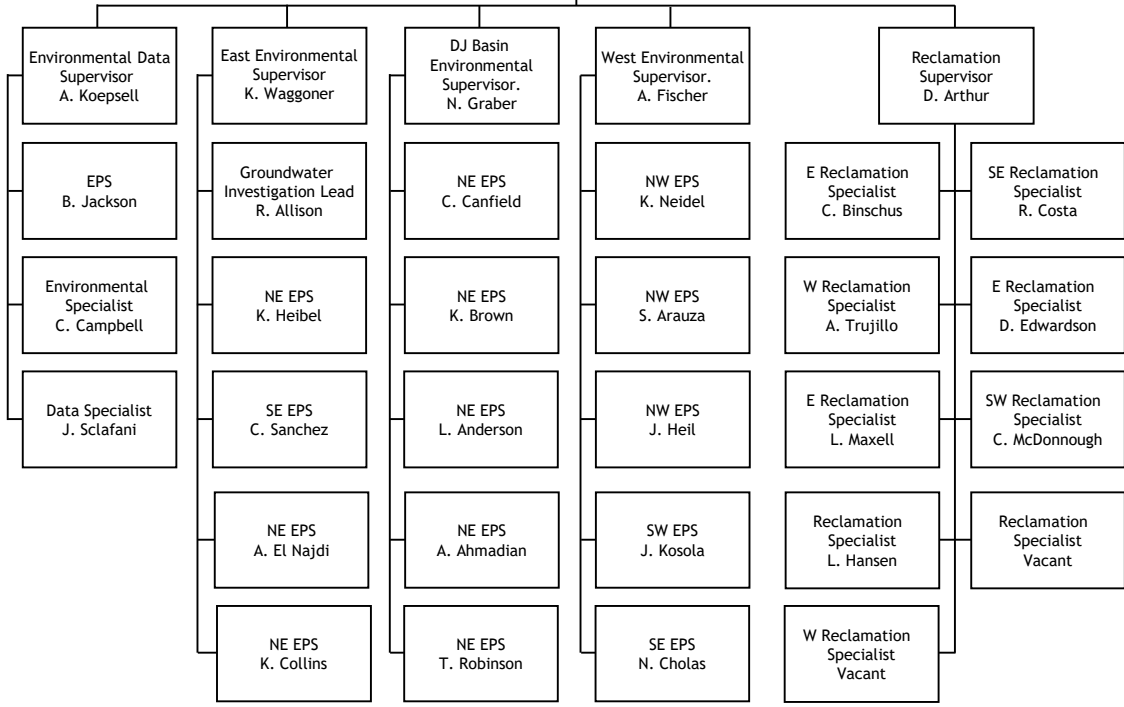 Environmental Data
Supervisor
A. Koepsell
East Environmental
Supervisor
K. Waggoner
DJ Basin
Environmental
Supervisor.
N. Graber
West Environmental
Supervisor.
A. Fischer
Reclamation
Supervisor
D. Arthur
EPS
B. Jackson
Groundwater
Investigation Lead
R. Allison
NE EPS
C. Canfield
NW EPS
K. Neidel
E Reclamation
Specialist
C. Binschus
SE Reclamation
Specialist
R. Costa
Environmental
Specialist
C. Campbell
NE EPS
K. Heibel
NE EPS
K. Brown
NW EPS
S. Arauza
W Reclamation
Specialist
A. Trujillo
E Reclamation
Specialist
D. Edwardson
Data Specialist
J. Sclafani
SE EPS
C. Sanchez
NE EPS
L. Anderson
NW EPS
J. Heil
E Reclamation
Specialist
L. Maxell
SW Reclamation
Specialist
C. McDonnough
NE EPS
A. El Najdi
NE EPS
A. Ahmadian
SW EPS
J. Kosola
Reclamation
Specialist
L. Hansen
Reclamation
Specialist
Vacant
NE EPS
K. Collins
NE EPS
T. Robinson
SE EPS
N. Cholas
W Reclamation
Specialist
Vacant